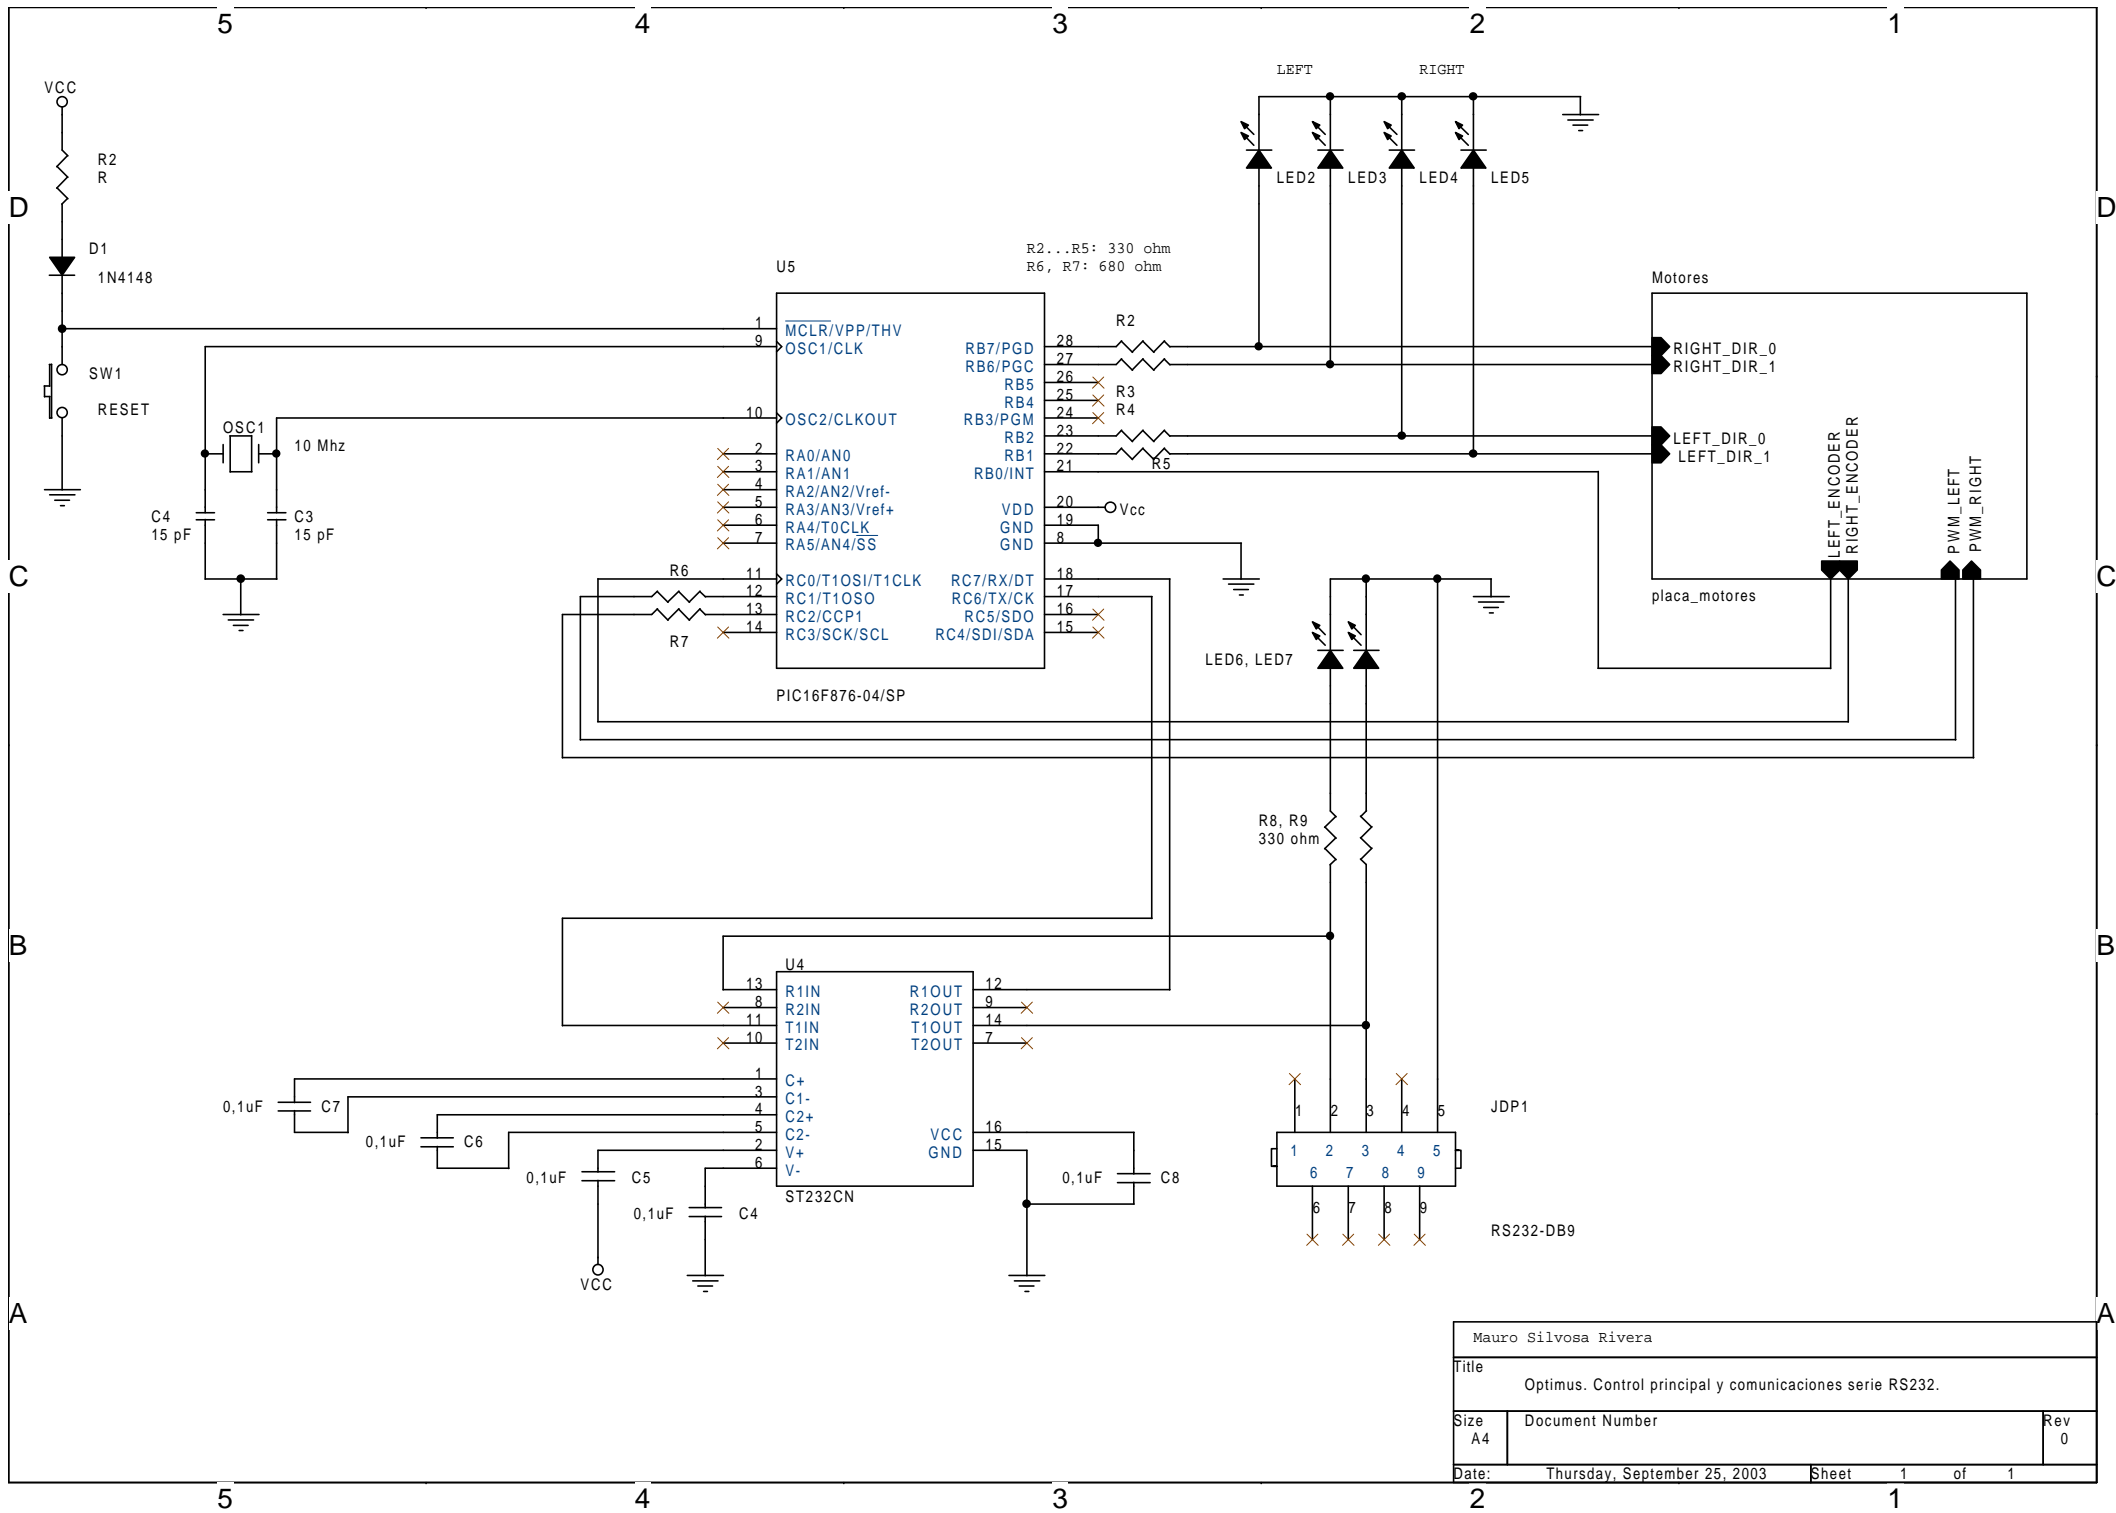 5 4 3 2 1
LEFT RIGHT
VCC
R2
R
D1
1N4148
SW1
RESET
OSC1
10 Mhz
C4
15 pF
C3
15 pF
LED2 LED3 LED4 LED5
R2...R5: 330 ohm
R6, R7: 680 ohm
U5
1 MCLR/VPP/THV
9 OSC1/CLK
10 OSC2/CLKOUT
2 RA0/AN0
3 RA1/AN1
4 RA2/AN2/Vref-
5 RA3/AN3/Vref+
6 RA4/T0CLK
7 RA5/AN4/SS
11 RC0/T1OSI/T1CLK
12 RC1/T1OSO
13 RC2/CCP1
14 RC3/SCK/SCL
RB7/PGD 28
RB6/PGC 27
RB5 26
RB4 25
RB3/PGM 24
RB2 23
RB1 22
RB0/INT 21
VDD 20
GND 19
GND 8
RC7/RX/DT 18
RC6/TX/CK 17
RC5/SDO 16
RC4/SDI/SDA 15
PIC16F876-04/SP
R2
R3
R4
R5
Vcc
R6
R7
Motores
RIGHT_DIR_0
RIGHT_DIR_1
LEFT_DIR_0
LEFT_DIR_1
LEFT_ENCODER
RIGHT_ENCODER
PWM_LEFT
PWM_RIGHT
placa_motores
LED6, LED7
R8, R9
330 ohm
U4
13 R1IN
8 R2IN
11 T1IN
10 T2IN
1 C+
3 C1-
4 C2+
5 C2-
2 V+
6 V-
R1OUT 12
R2OUT 9
T1OUT 14
T2OUT 7
VCC 16
GND 15
ST232CN
0,1uF C7
0,1uF C6
0,1uF C5
0,1uF C4
0,1uF C8
VCC
1 2 3 4 5
JDP1
1 2 3 4 5
6 7 8 9
6 7 8 9
RS232-DB9
D D
C C
B B
A A
Mauro Silvosa Rivera
Title
Optimus. Control principal y comunicaciones serie RS232.
Size
A4
Document Number
Rev
0
Date: Thursday, September 25, 2003 Sheet 1 of 1
5 4 3 2 1